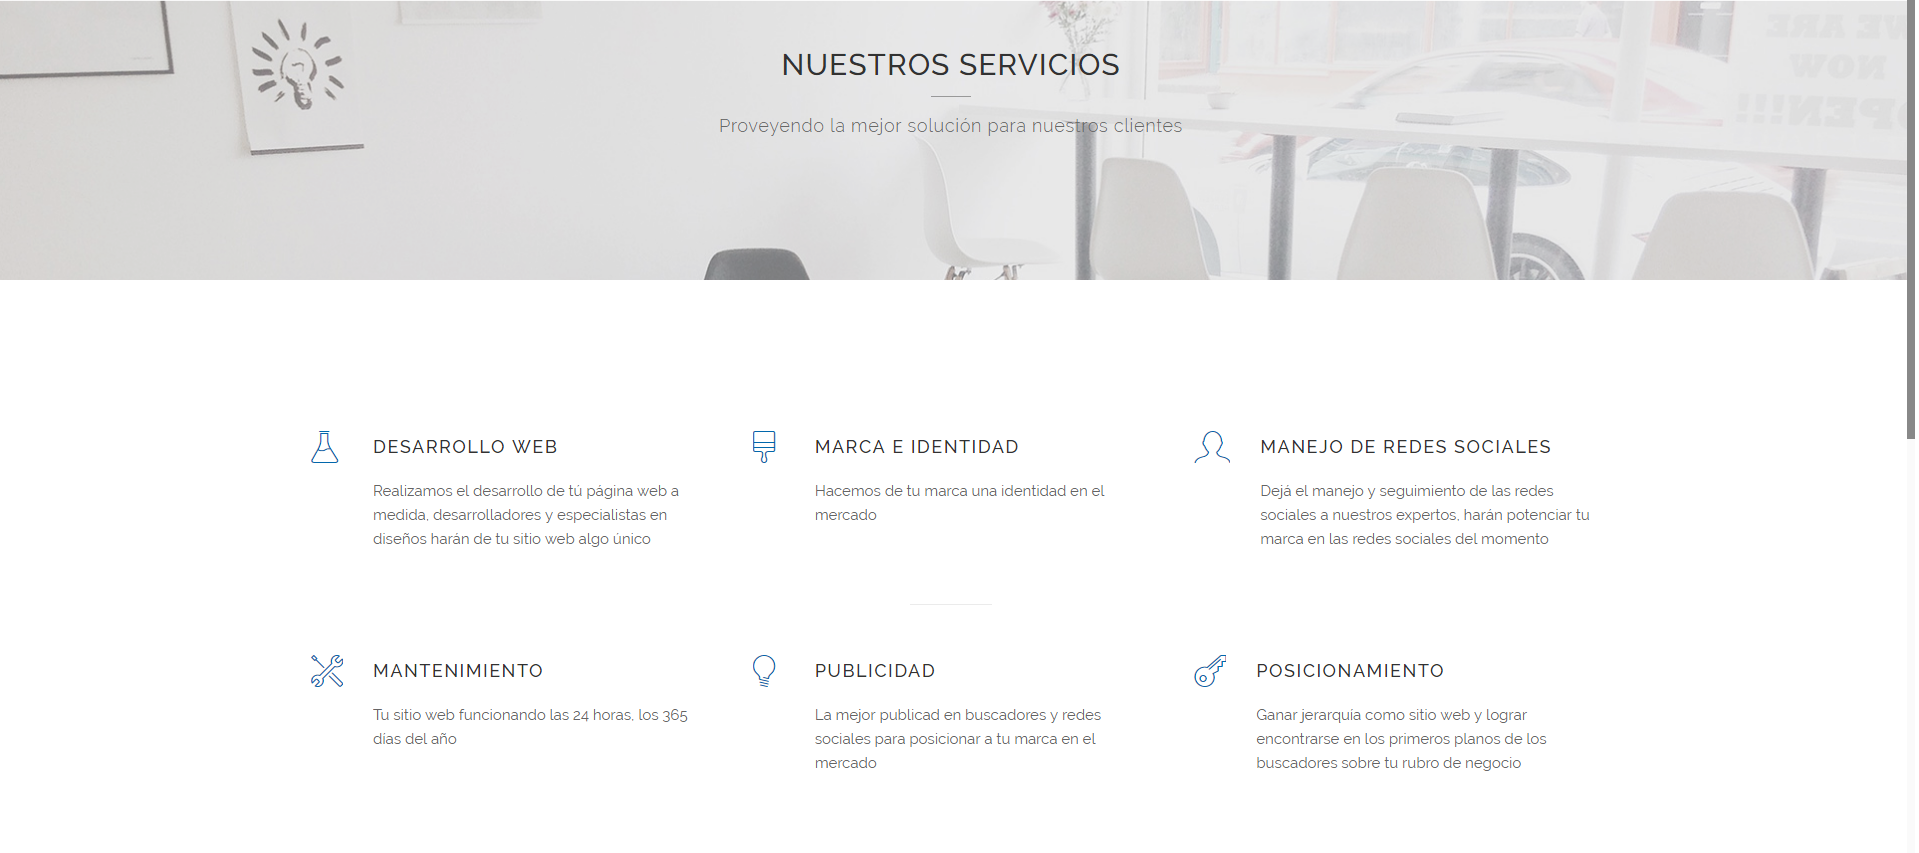 NUESTROS SERVICIOS
Proveyendo la mejor solución para nuestros clientes
WE ARE
NOW
OPEN!!!
DESARROLLO WEB
Realizamos el desarrollo de tú página web a
medida, desarrolladores y especialistas en
diseños harán de tu sitio web algo único
MARCA E IDENTIDAD
Hacemos de tu marca una identidad en el
mercado
MANEJO DE REDES SOCIALES
Dejá el manejo y seguimiento de las redes
sociales a nuestros expertos, harán potenciar tu
marca en las redes sociales del momento
MANTENIMIENTO
Tu sitio web funcionando las 24 horas, los 365
días del año
PUBLICIDAD
La mejor publicad en buscadores y redes
sociales para posicionar a tu marca en el
mercado
POSICIONAMIENTO
Ganar jerarquía como sitio web y lograr
encontrarse en los primeros planos de los
buscadores sobre tu rubro de negocio